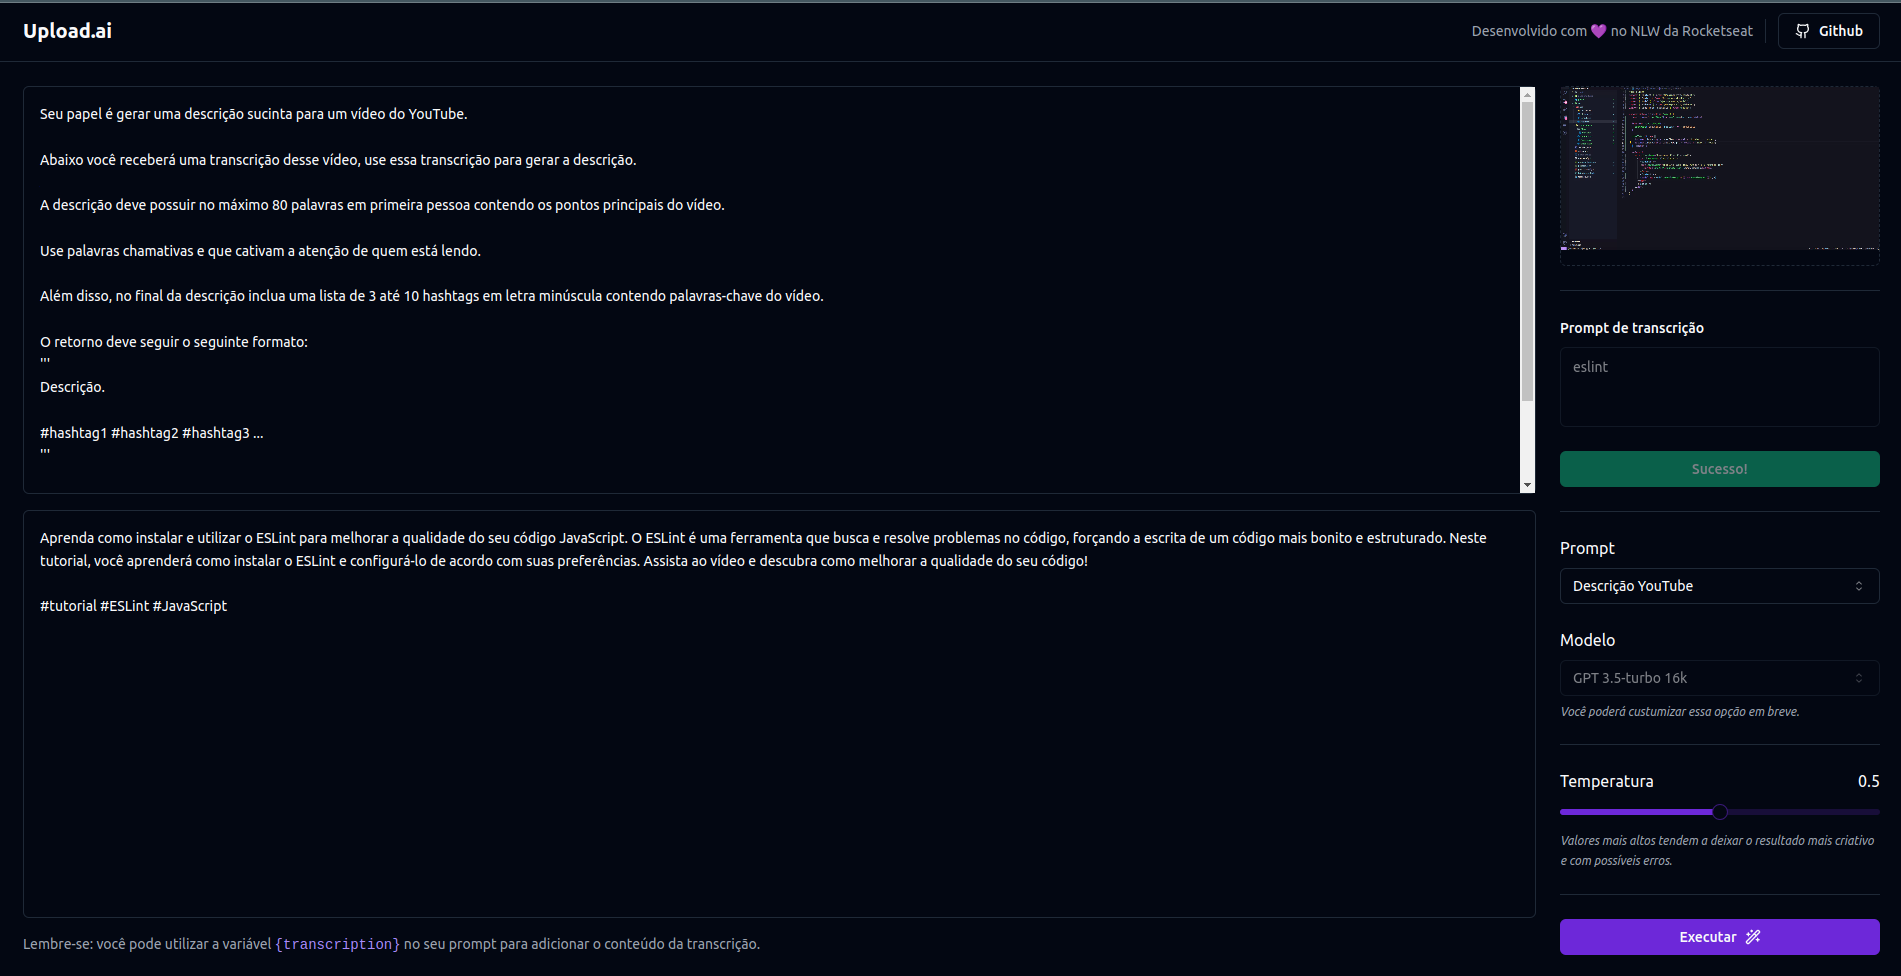 Upload.ai
Desenvolvido com 💜 no NLW da Rocketseat
Github
Seu papel é gerar uma descrição sucinta para um vídeo do YouTube.
Abaixo você receberá uma transcrição desse vídeo, use essa transcrição para gerar a descrição.
A descrição deve possuir no máximo 80 palavras em primeira pessoa contendo os pontos principais do vídeo.
Use palavras chamativas e que cativam a atenção de quem está lendo.
Além disso, no final da descrição inclua uma lista de 3 até 10 hashtags em letra minúscula contendo palavras-chave do vídeo.
O retorno deve seguir o seguinte formato:
'''
Descrição.
#hashtag1 #hashtag2 #hashtag3 ...
'''
Aprenda como instalar e utilizar o ESLint para melhorar a qualidade do seu código JavaScript. O ESLint é uma ferramenta que busca e resolve problemas no código, forçando a escrita de um código mais bonito e estruturado. Neste
tutorial, você aprenderá como instalar o ESLint e configurá-lo de acordo com suas preferências. Assista ao vídeo e descubra como melhorar a qualidade do seu código!
#tutorial #ESLint #JavaScript
Lembre-se: você pode utilizar a variável {transcription} no seu prompt para adicionar o conteúdo da transcrição.
Prompt de transcrição
eslint
Sucesso!
Prompt
Descrição YouTube
Modelo
GPT 3.5-turbo 16k
Você poderá custumizar essa opção em breve.
Temperatura 0.5
Valores mais altos tendem a deixar o resultado mais criativo
e com possíveis erros.
Executar